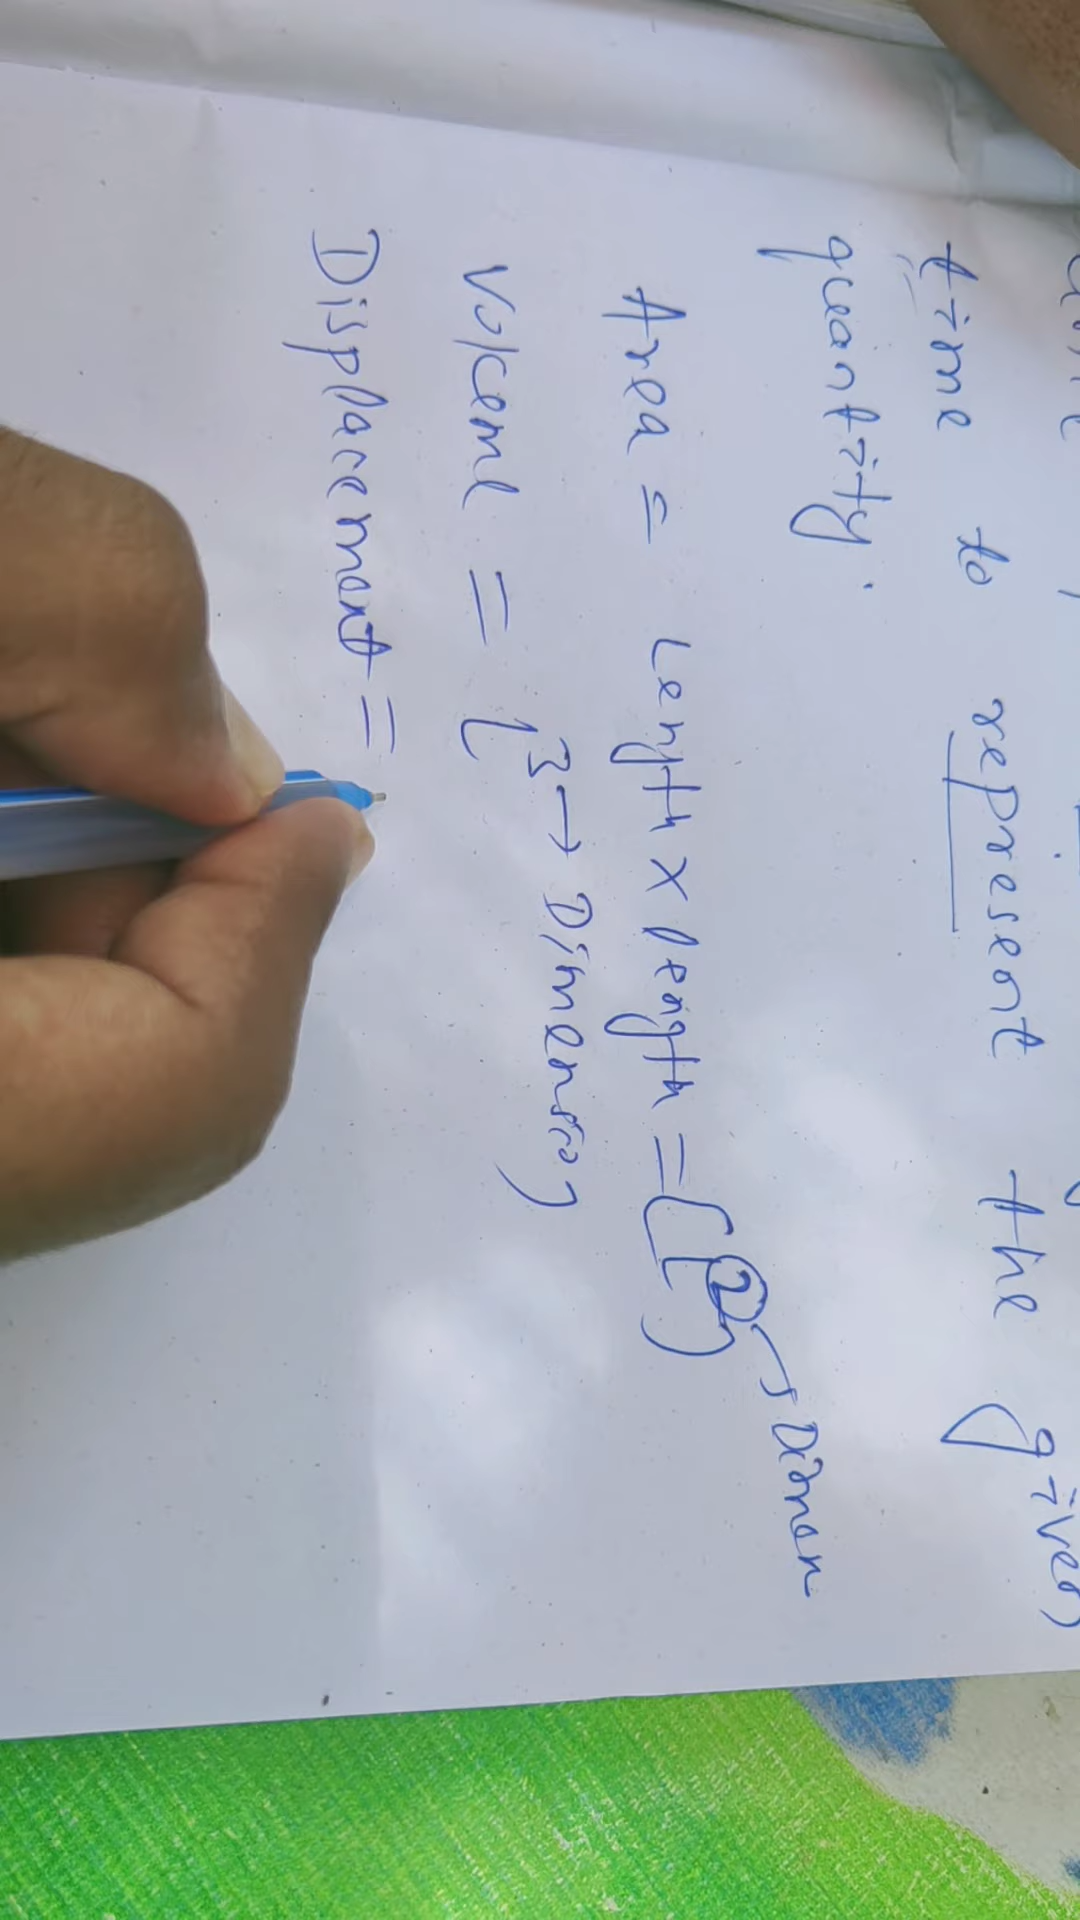 time to represent the given
quantity.
Area = Length x length = [l²] → Dimen
Volume = l³ → Dimension
Displacement =